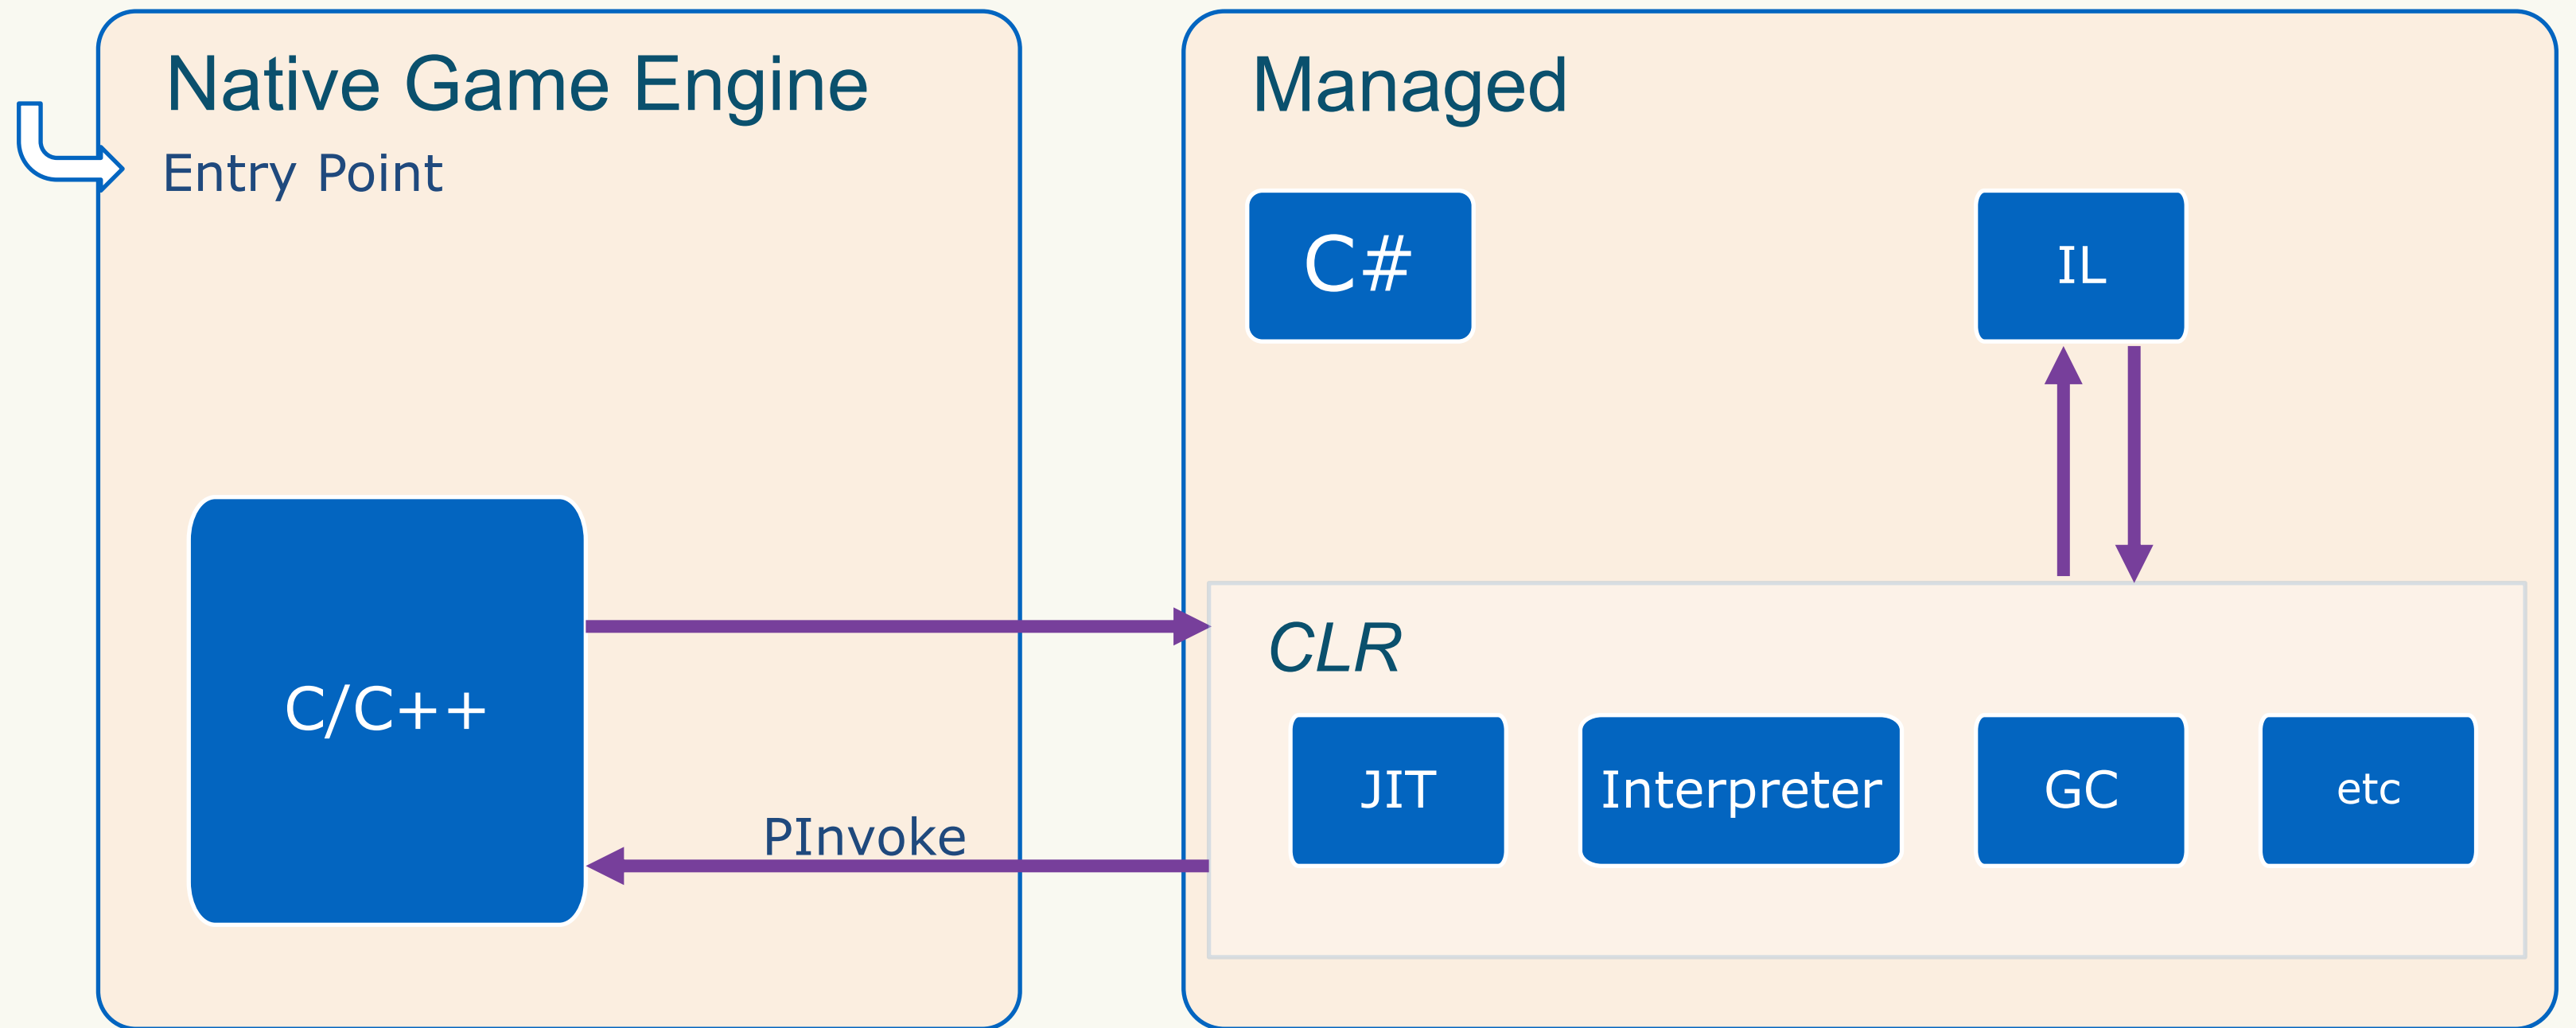 Native Game Engine
Entry Point
C/C++
PInvoke
Managed
C#
IL
CLR
JIT
Interpreter
GC
etc